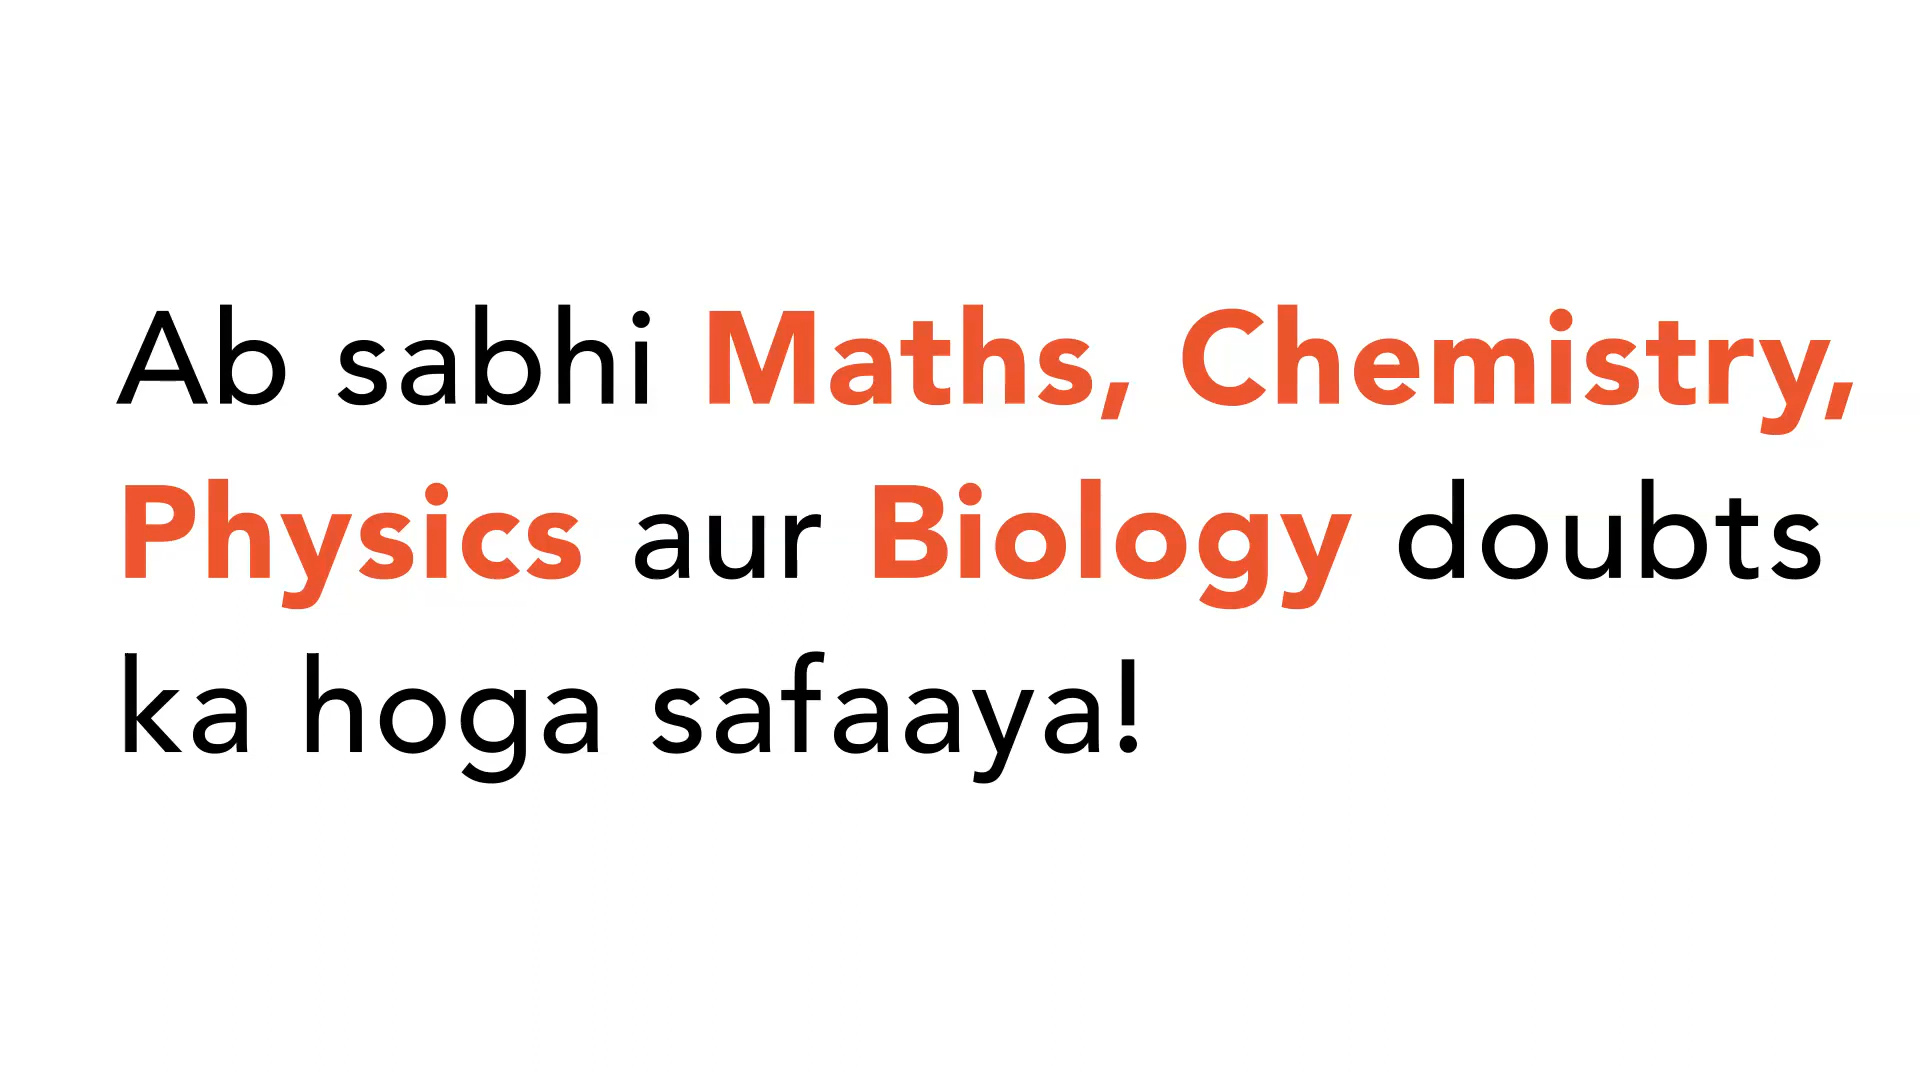 Ab sabhi Maths, Chemistry,
Physics aur Biology doubts
ka hoga safaaya!